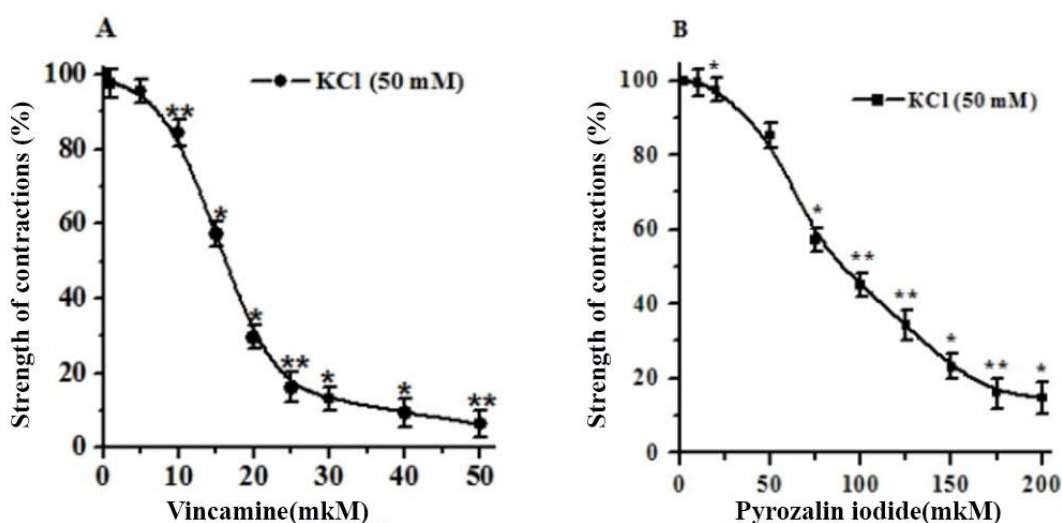 A
KCl (50 mM)
Strength of contractions (%)
100
80
60
40
20
0
** * * ** * * **
0 10 20 30 40 50
Vincamine(mkM)
B
KCl (50 mM)
Strength of contractions (%)
100
80
60
40
20
0
* * ** ** * ** *
0 50 100 150 200
Pyrozalin iodide(mkM)